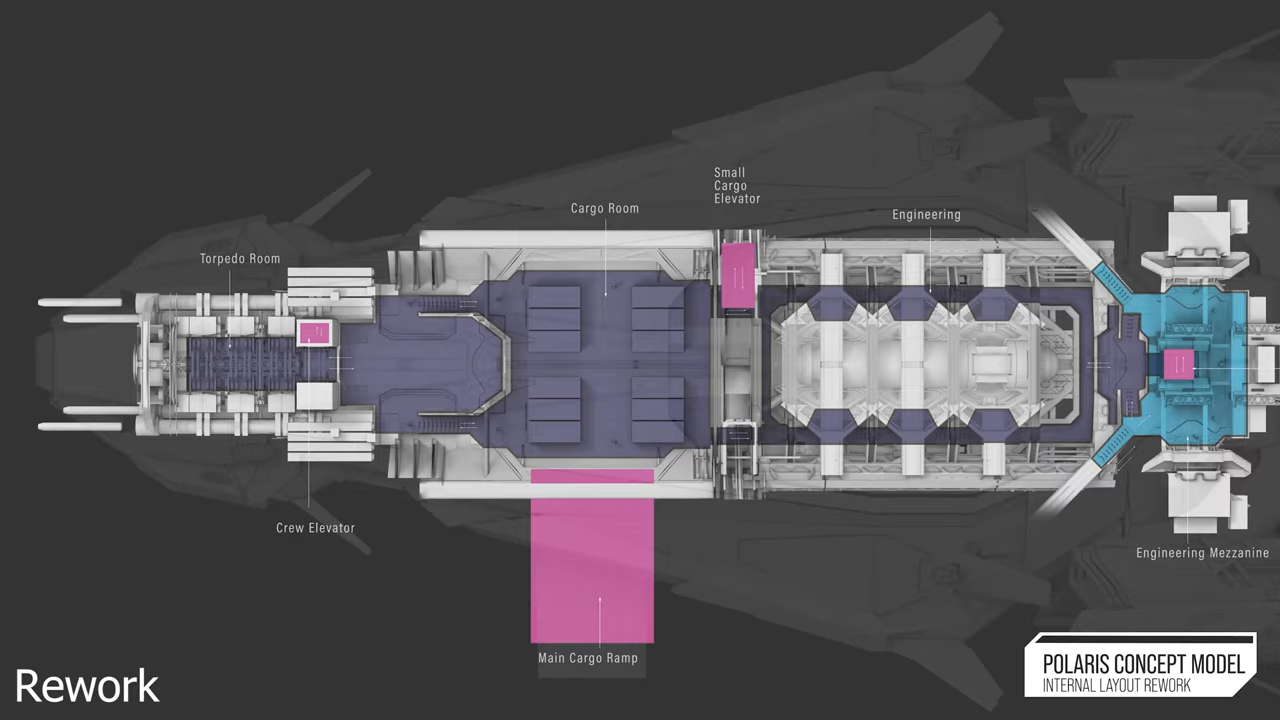 Small
Cargo
Elevator
Cargo Room
Engineering
Torpedo Room
Crew Elevator
Engineering Mezzanine
Main Cargo Ramp
Rework
POLARIS CONCEPT MODEL
INTERNAL LAYOUT REWORK